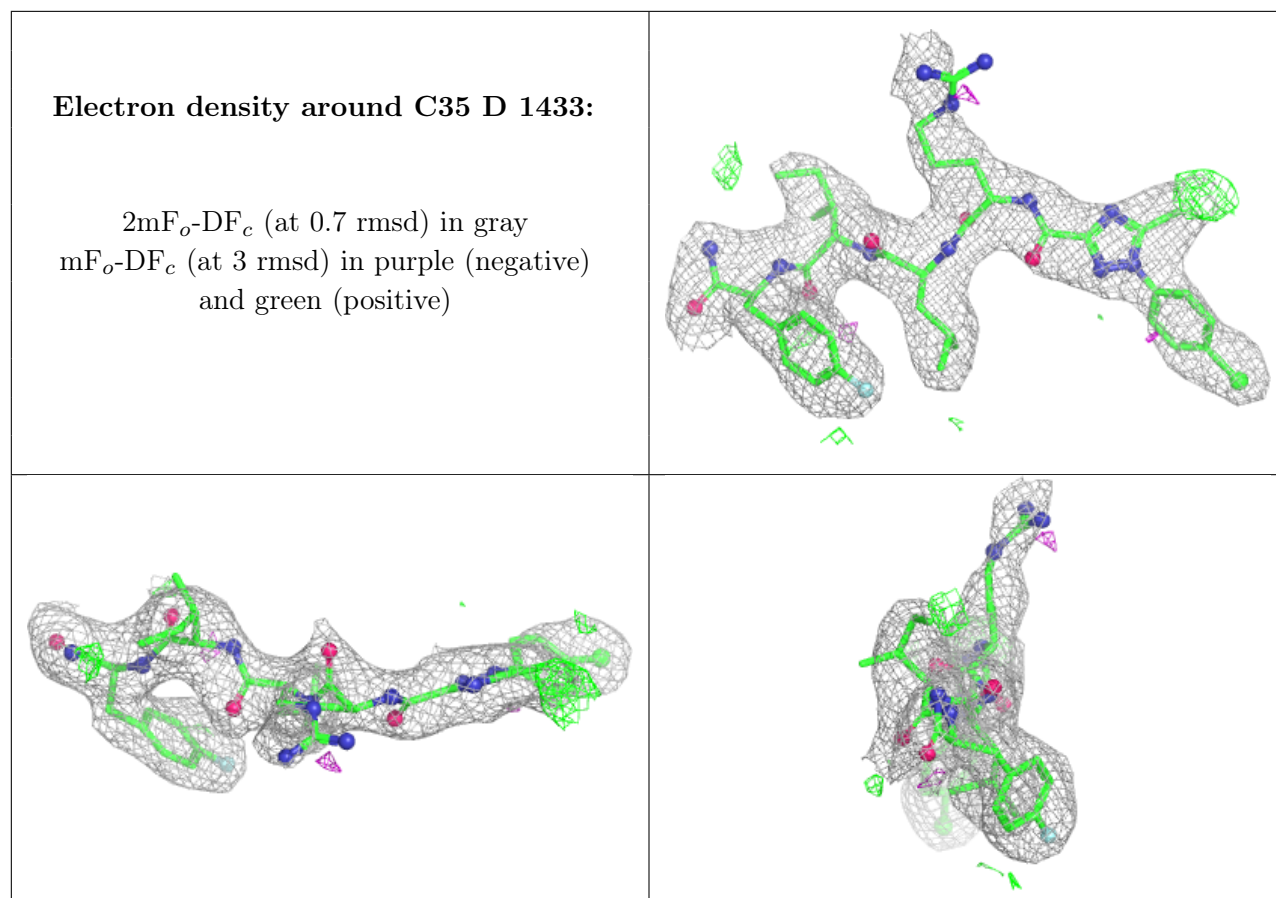 Electron density around C35 D 1433:
2mFo-DFc (at 0.7 rmsd) in gray
mFo-DFc (at 3 rmsd) in purple (negative)
and green (positive)